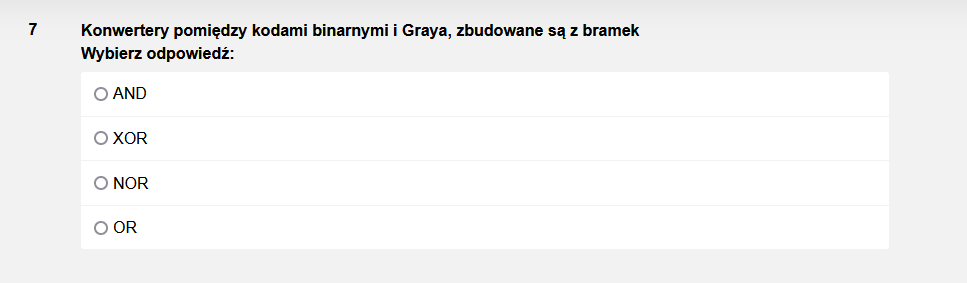 7 Konwertery pomiędzy kodami binarnymi i Graya, zbudowane są z bramek
Wybierz odpowiedź:
AND
XOR
NOR
OR